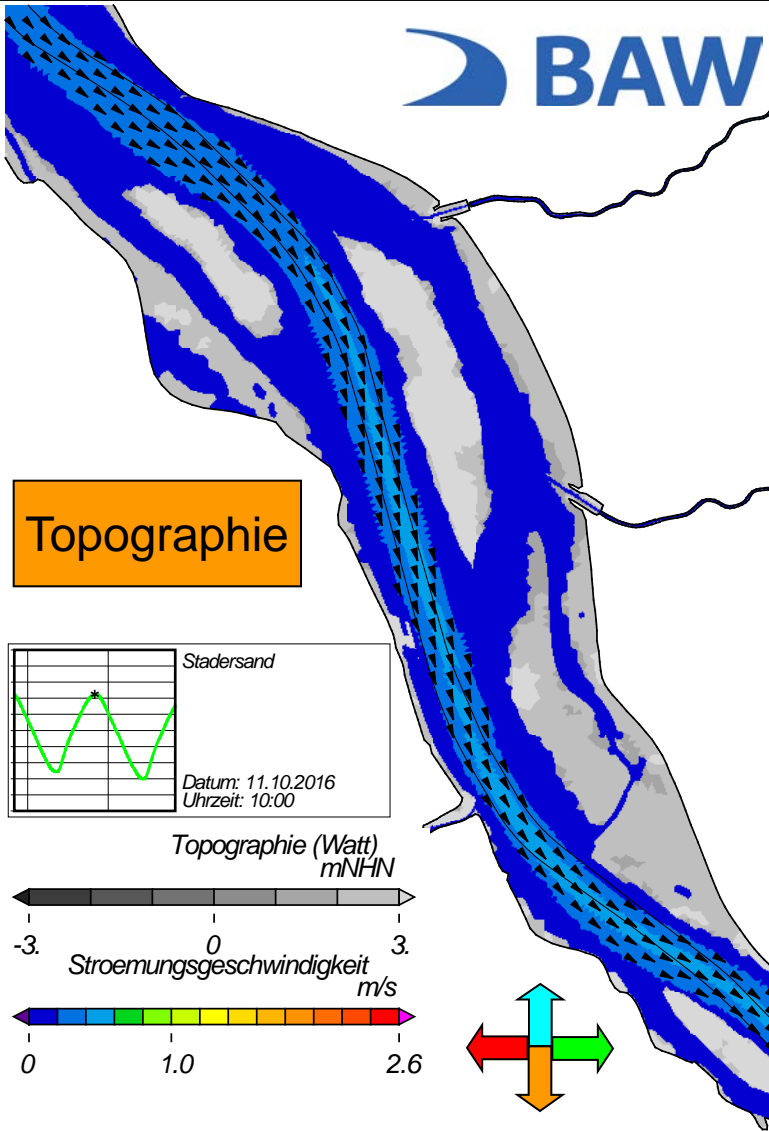 BAW
Topographie
Stadersand
Datum: 11.10.2016
Uhrzeit: 10:00
Topographie (Watt)
mNHN
-3. 0 3.
Stroemungsgeschwindigkeit
m/s
0 1.0 2.6